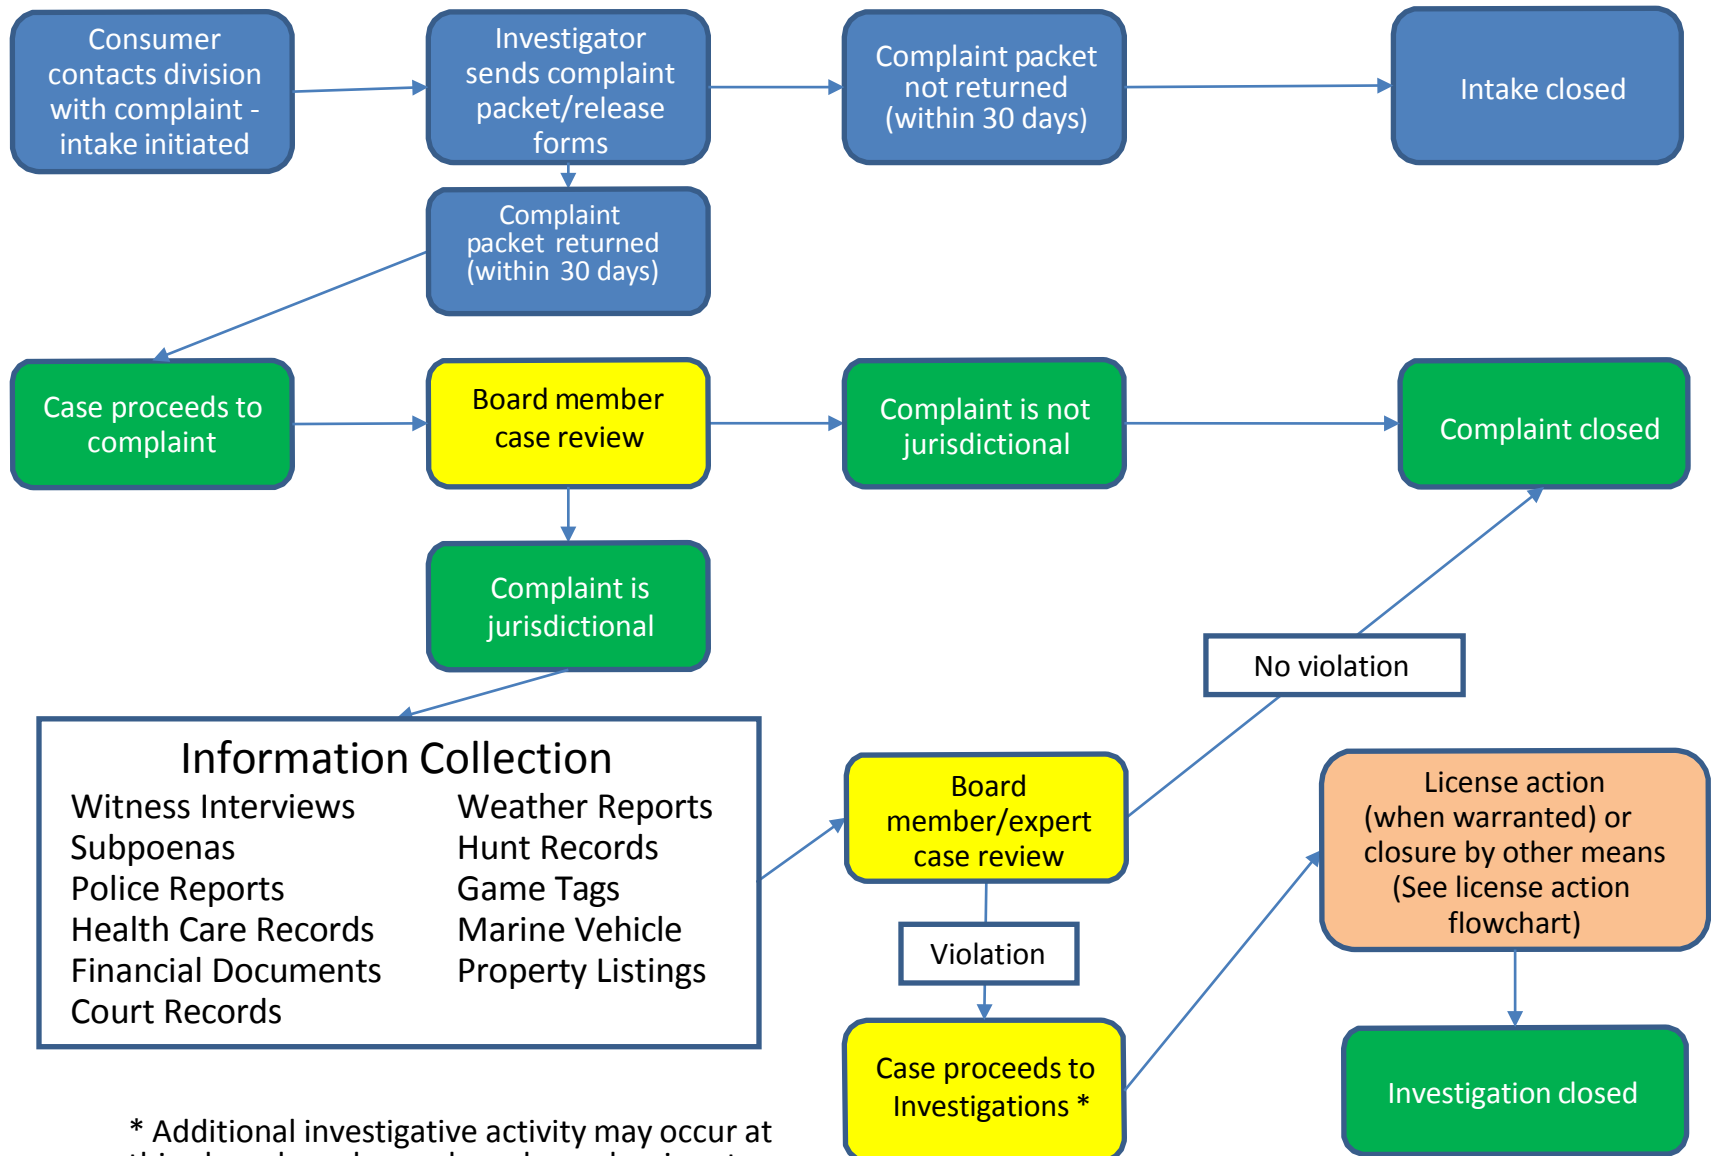 Consumer
contacts division
with complaint -
intake initiated
Investigator
sends complaint
packet/release
forms
Complaint packet
not returned
(within 30 days)
Intake closed
Complaint
packet returned
(within 30 days)
Case proceeds to
complaint
Board member
case review
Complaint is not
jurisdictional
Complaint closed
Complaint is
jurisdictional
No violation
Information Collection
Witness Interviews
Subpoenas
Police Reports
Health Care Records
Financial Documents
Court Records
Weather Reports
Hunt Records
Game Tags
Marine Vehicle
Property Listings
Board
member/expert
case review
License action
(when warranted) or
closure by other means
(See license action
flowchart)
Violation
Case proceeds to
Investigations *
Investigation closed
* Additional investigative activity may occur at